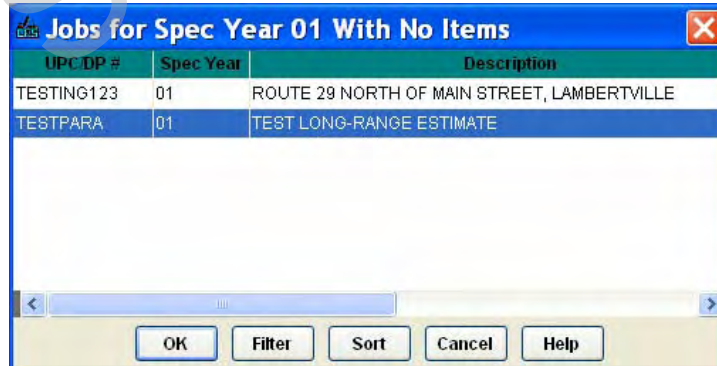 Jobs for Spec Year 01 With No Items
UPC/DP # Spec Year Description
TESTING123 01 ROUTE 29 NORTH OF MAIN STREET, LAMBERTVILLE
TESTPARA 01 TEST LONG-RANGE ESTIMATE
OK Filter Sort Cancel Help